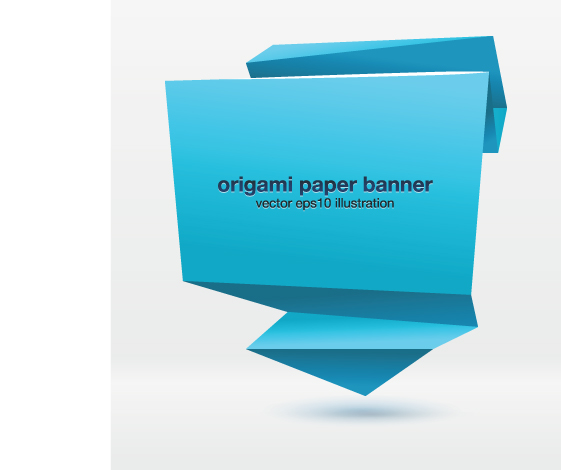 origami paper banner
vector eps10 illustration